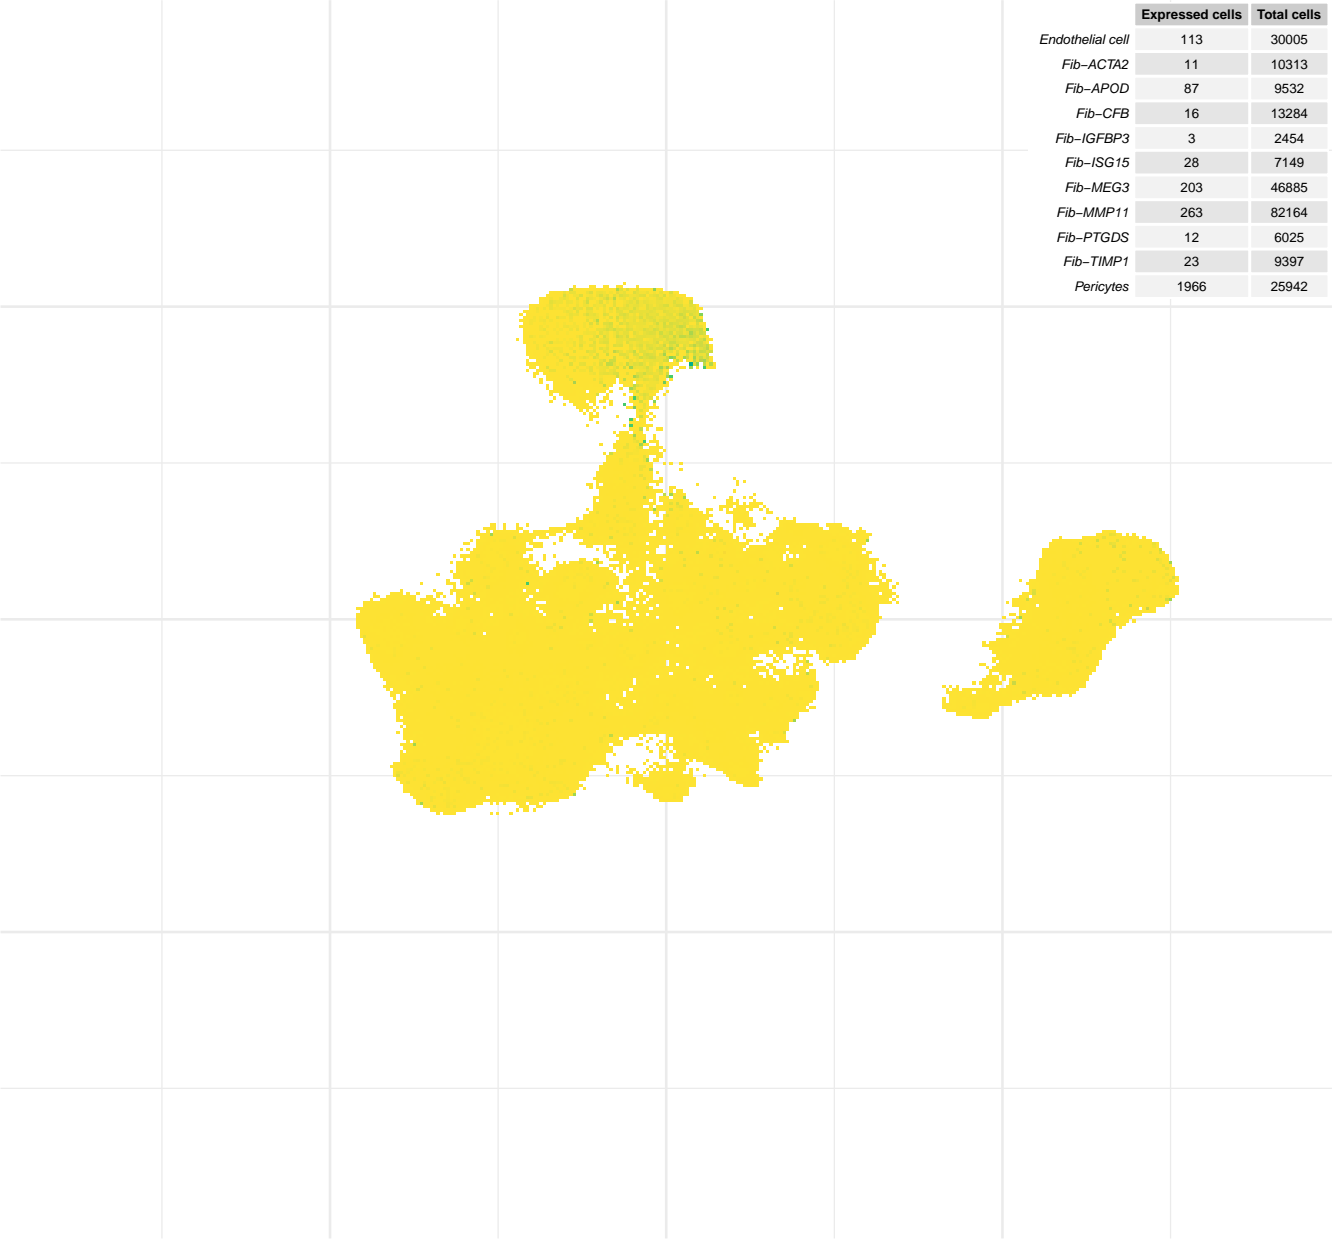 Expressed cells Total cells
Endothelial cell 113 30005
Fib−ACTA2 11 10313
Fib−APOD 87 9532
Fib−CFB 16 13284
Fib−IGFBP3 3 2454
Fib−ISG15 28 7149
Fib−MEG3 203 46885
Fib−MMP11 263 82164
Fib−PTGDS 12 6025
Fib−TIMP1 23 9397
Pericytes 1966 25942